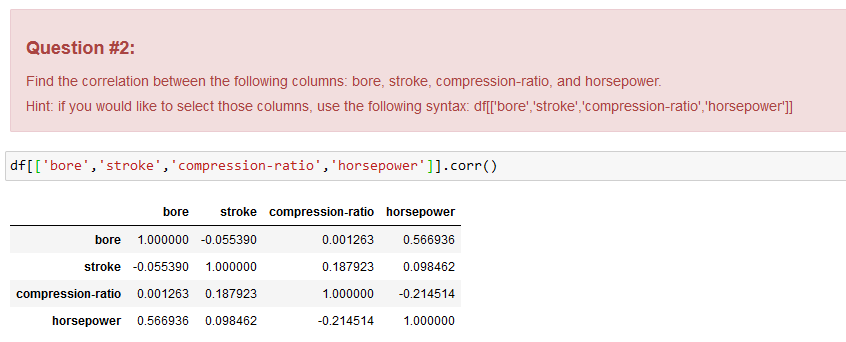 Question #2:
Find the correlation between the following columns: bore, stroke, compression-ratio, and horsepower.
Hint: if you would like to select those columns, use the following syntax: df[['bore','stroke','compression-ratio','horsepower']]
df[['bore','stroke','compression-ratio','horsepower']].corr()
bore stroke compression-ratio horsepower
bore 1.000000 -0.055390 0.001263 0.566936
stroke -0.055390 1.000000 0.187923 0.098462
compression-ratio 0.001263 0.187923 1.000000 -0.214514
horsepower 0.566936 0.098462 -0.214514 1.000000